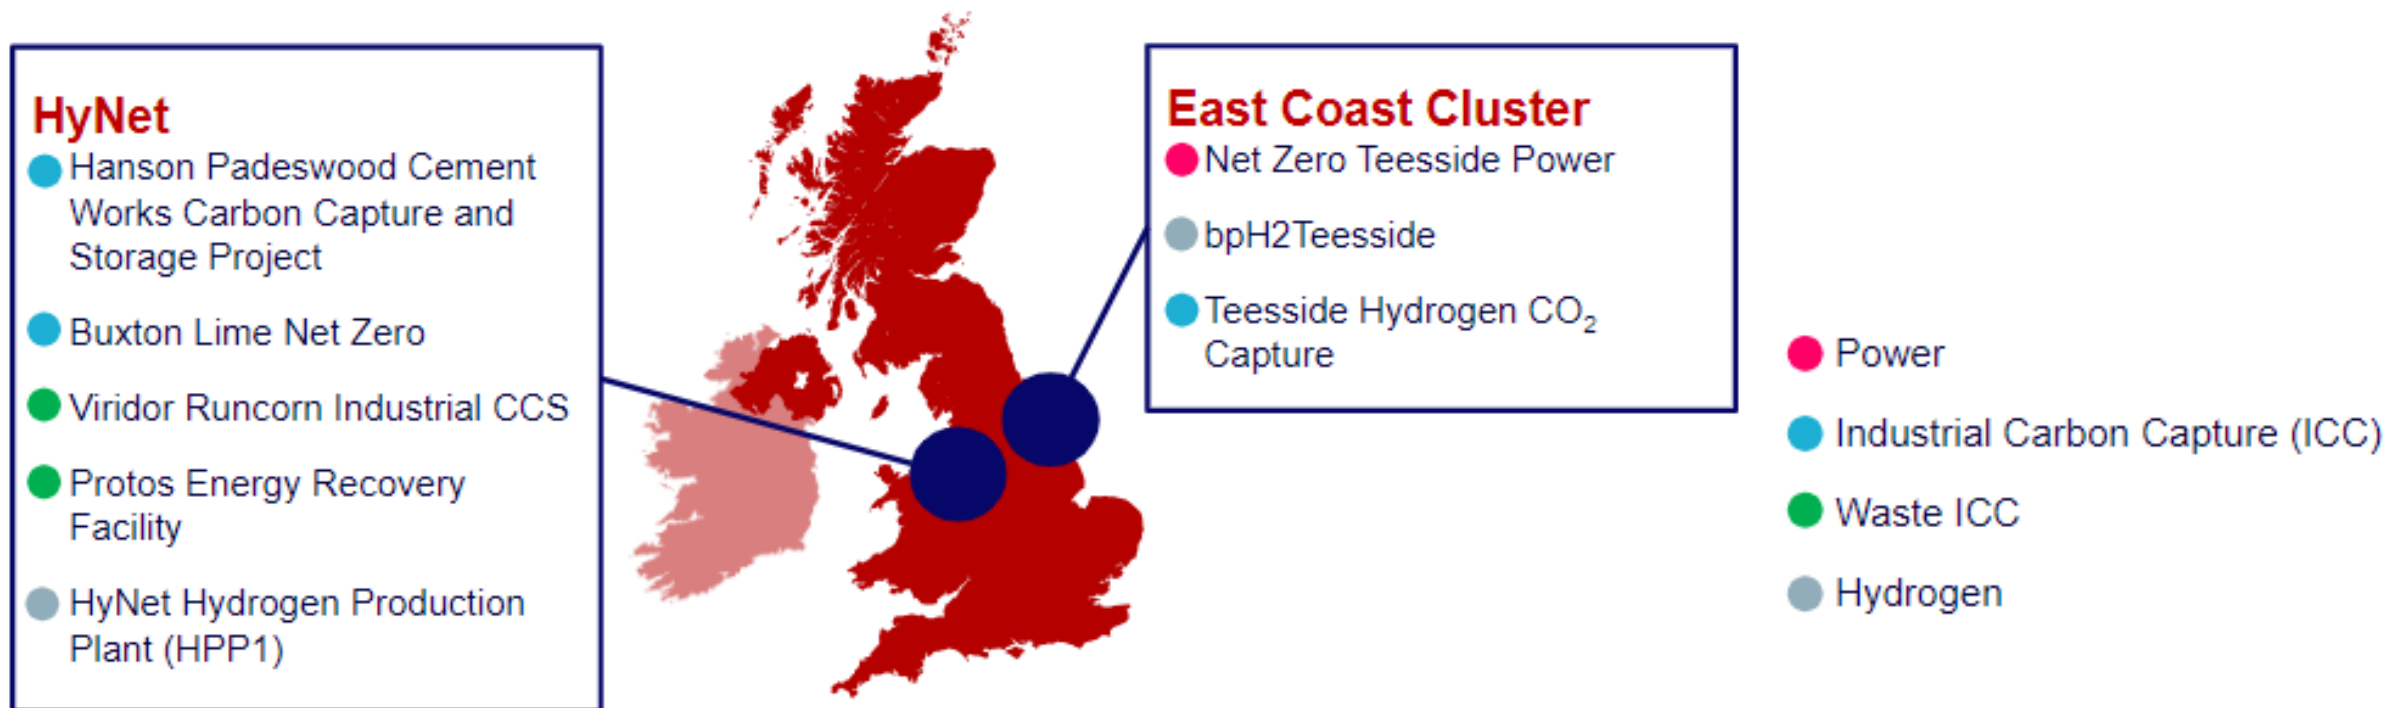 HyNet
Hanson Padeswood Cement
Works Carbon Capture and
Storage Project
Buxton Lime Net Zero
Viridor Runcorn Industrial CCS
Protos Energy Recovery
Facility
HyNet Hydrogen Production
Plant (HPP1)
East Coast Cluster
Net Zero Teesside Power
bpH2Teesside
Teesside Hydrogen CO₂
Capture
Power
Industrial Carbon Capture (ICC)
Waste ICC
Hydrogen